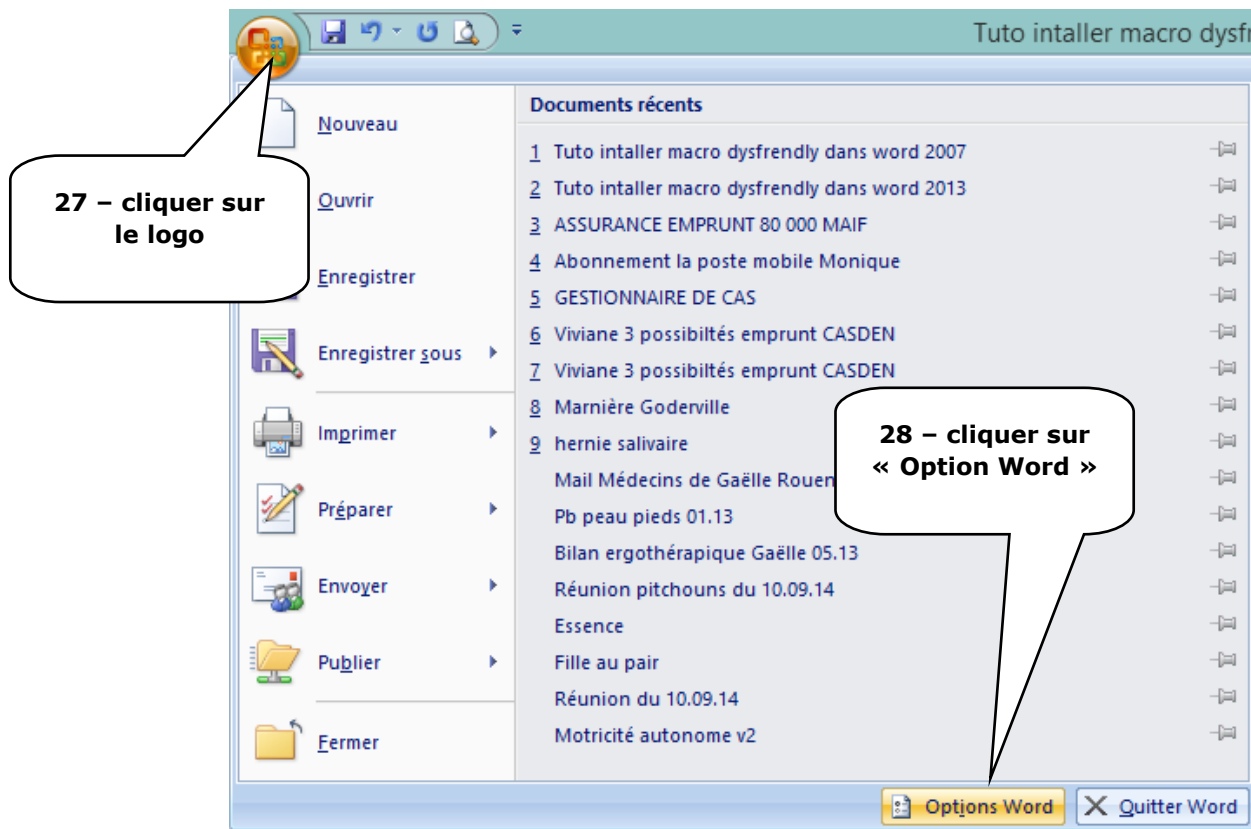 Tuto intaller macro dysfr
Documents récents
Nouveau
Ouvrir
Enregistrer
Enregistrer sous
Imprimer
Préparer
Envoyer
Publier
Fermer
1 Tuto intaller macro dysfrendly dans word 2007
2 Tuto intaller macro dysfrendly dans word 2013
3 ASSURANCE EMPRUNT 80 000 MAIF
4 Abonnement la poste mobile Monique
5 GESTIONNAIRE DE CAS
6 Viviane 3 possibiltés emprunt CASDEN
7 Viviane 3 possibiltés emprunt CASDEN
8 Marnière Goderville
9 hernie salivaire
Mail Médecins de Gaëlle Rouen
Pb peau pieds 01.13
Bilan ergothérapique Gaëlle 05.13
Réunion pitchouns du 10.09.14
Essence
Fille au pair
Réunion du 10.09.14
Motricité autonome v2
27 – cliquer sur
le logo
28 – cliquer sur
« Option Word »
Options Word
Quitter Word